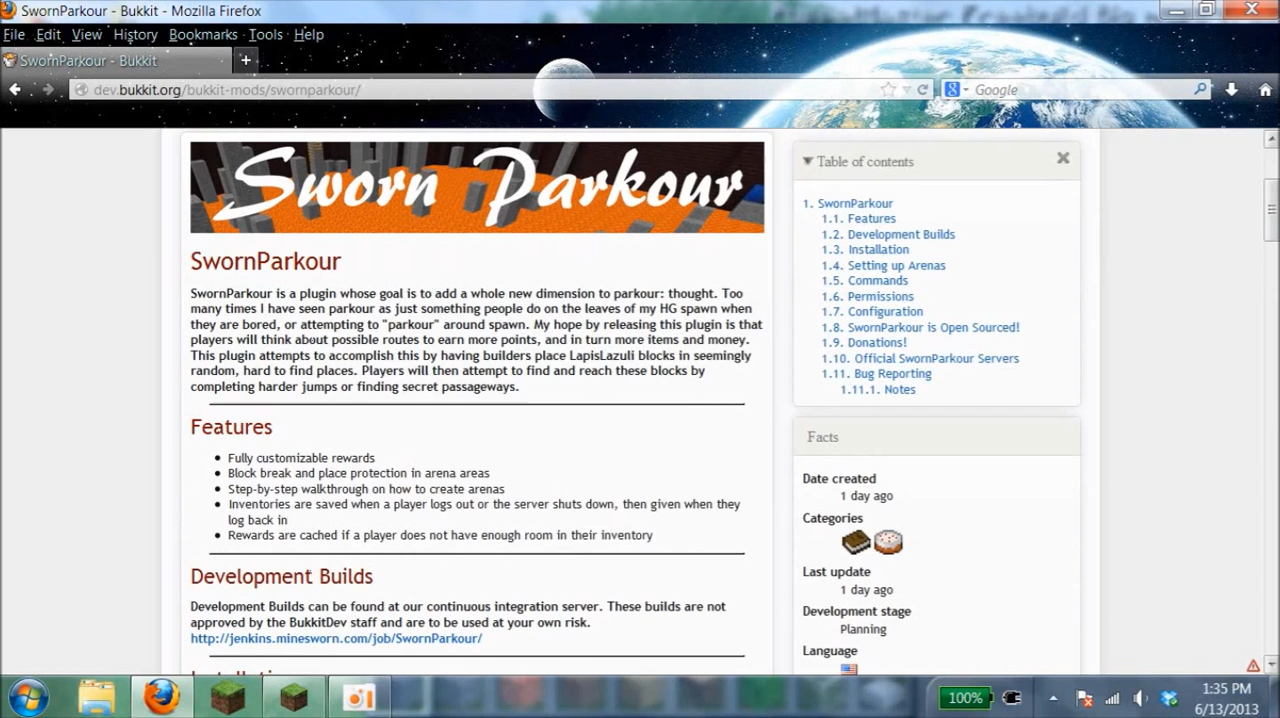 SwornParkour - Bukkit - Mozilla Firefox
File Edit View History Bookmarks Tools Help
SwornParkour - Bukkit
dev.bukkit.org/bukkit-mods/swornparkour/
Google
Sworn Parkour
SwornParkour
SwornParkour is a plugin whose goal is to add a whole new dimension to parkour: thought. Too
many times I have seen parkour as just something people do on the leaves of my HG spawn when
they are bored, or attempting to "parkour" around spawn. My hope by releasing this plugin is that
players will think about possible routes to earn more points, and in turn more items and money.
This plugin attempts to accomplish this by having builders place LapisLazuli blocks in seemingly
random, hard to find places. Players will then attempt to find and reach these blocks by
completing harder jumps or finding secret passageways.
Features
Fully customizable rewards
Block break and place protection in arena areas
Step-by-step walkthrough on how to create arenas
Inventories are saved when a player logs out or the server shuts down, then given when they
log back in
Rewards are cached if a player does not have enough room in their inventory
Development Builds
Development Builds can be found at our continuous integration server. These builds are not
approved by the BukkitDev staff and are to be used at your own risk.
http://jenkins.minesworn.com/job/SwornParkour/
Table of contents
1. SwornParkour
1.1. Features
1.2. Development Builds
1.3. Installation
1.4. Setting up Arenas
1.5. Commands
1.6. Permissions
1.7. Configuration
1.8. SwornParkour is Open Sourced!
1.9. Donations!
1.10. Official SwornParkour Servers
1.11. Bug Reporting
1.11.1. Notes
Facts
Date created
1 day ago
Categories
Last update
1 day ago
Development stage
Planning
Language
100%
1:35 PM
6/13/2013